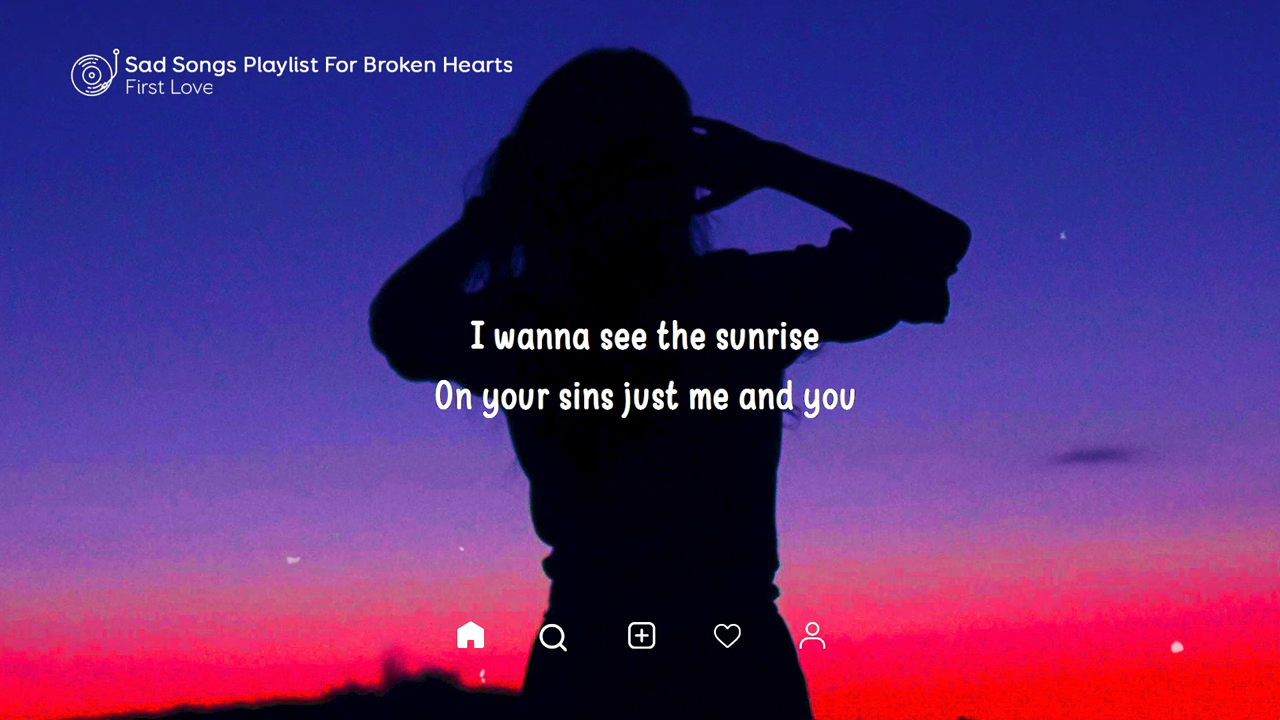 Sad Songs Playlist For Broken Hearts
First Love
I wanna see the sunrise
On your sins just me and you